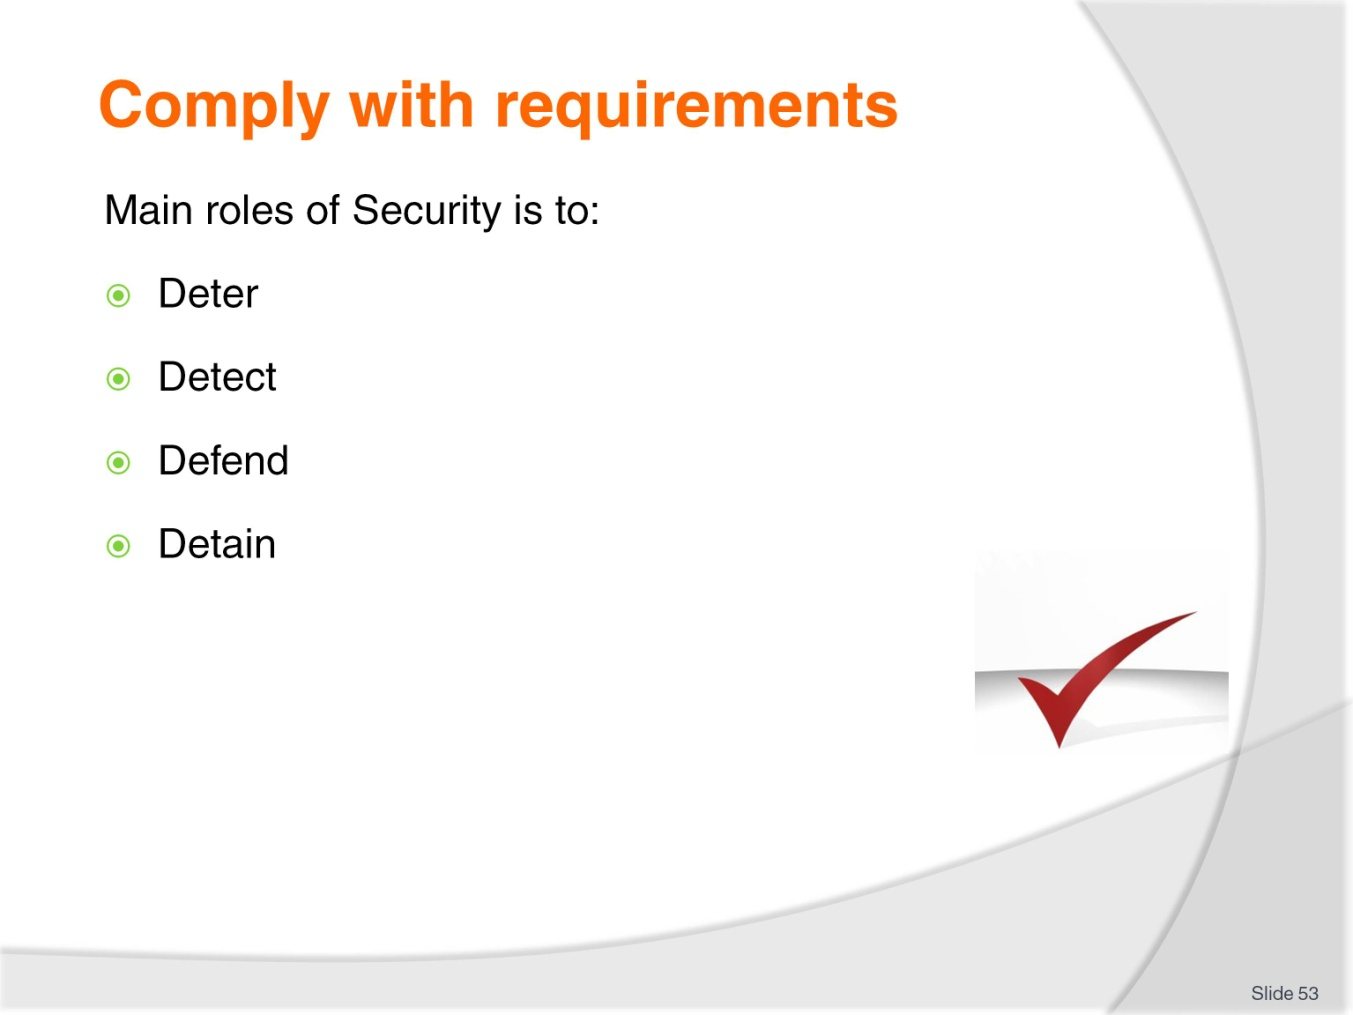 Comply with requirements
Main roles of Security is to:
Deter
Detect
Defend
Detain
Slide 53